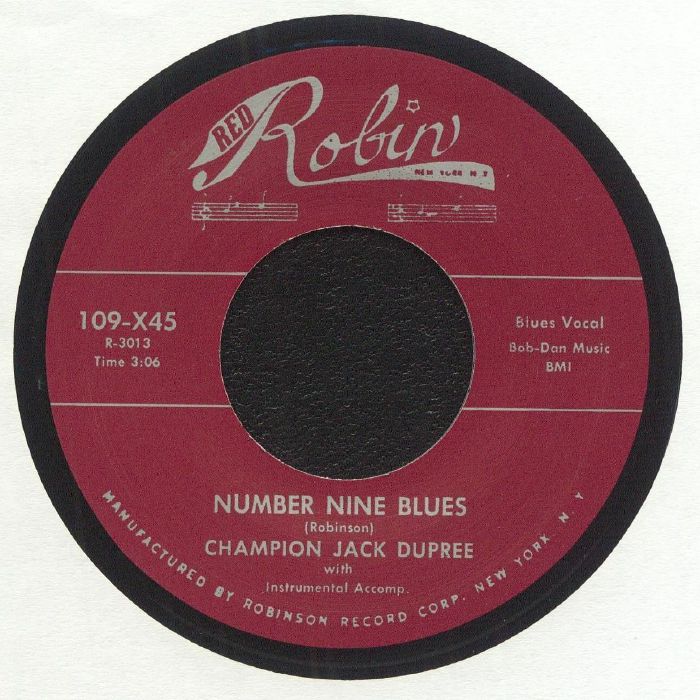 RED Robin
NEW YORK N Y
109-X45
R-3013
Time 3:06
Blues Vocal
Bob-Dan Music
BMI
NUMBER NINE BLUES
(Robinson)
CHAMPION JACK DUPREE
with
Instrumental Accomp.
MANUFACTURED BY ROBINSON RECORD CORP. NEW YORK N.Y